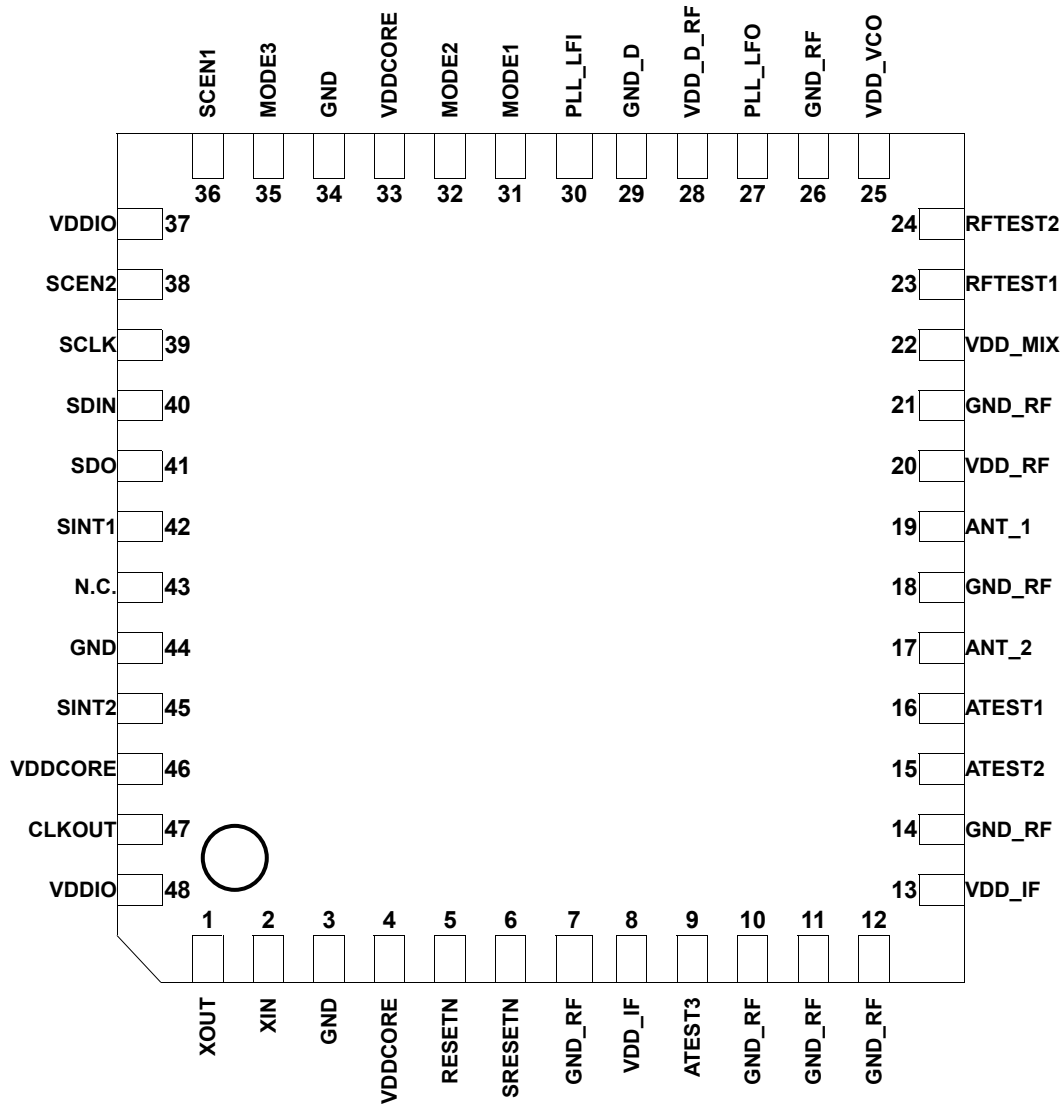 SCEN1 MODE3 GND VDDCORE MODE2 MODE1 PLL_LFI GND_D VDD_D_RF PLL_LFO GND_RF VDD_VCO
36 35 34 33 32 31 30 29 28 27 26 25
VDDIO 37 24 RFTEST2
SCEN2 38 23 RFTEST1
SCLK 39 22 VDD_MIX
SDIN 40 21 GND_RF
SDO 41 20 VDD_RF
SINT1 42 19 ANT_1
N.C. 43 18 GND_RF
GND 44 17 ANT_2
SINT2 45 16 ATEST1
VDDCORE 46 15 ATEST2
CLKOUT 47 14 GND_RF
VDDIO 48 13 VDD_IF
1 2 3 4 5 6 7 8 9 10 11 12
XOUT XIN GND VDDCORE RESETN SRESETN GND_RF VDD_IF ATEST3 GND_RF GND_RF GND_RF